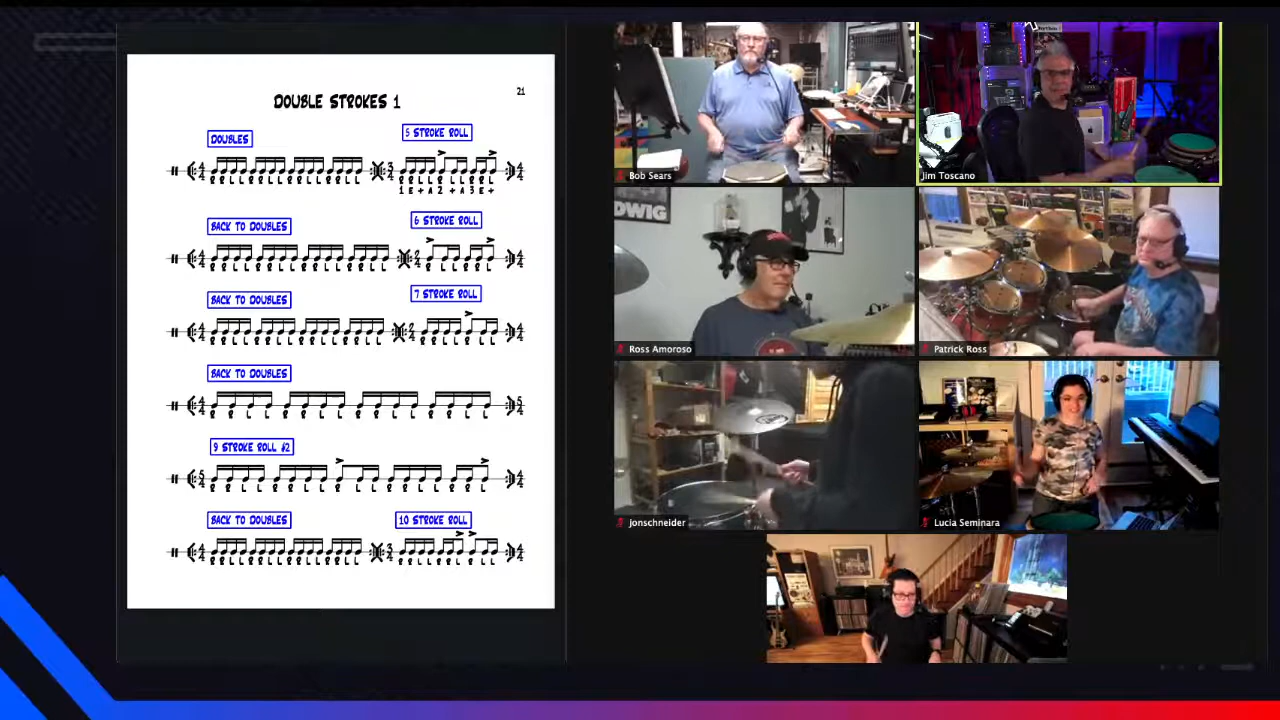 21
DOUBLE STROKES 1
DOUBLES
5 STROKE ROLL
1 E + A 2 + A 3 E +
BACK TO DOUBLES
6 STROKE ROLL
BACK TO DOUBLES
7 STROKE ROLL
BACK TO DOUBLES
9 STROKE ROLL #2
BACK TO DOUBLES
10 STROKE ROLL
Bob Sears
Jim Toscano
DWIG
Ross Amoroso
Patrick Ross
jonschneider
Lucia Seminara